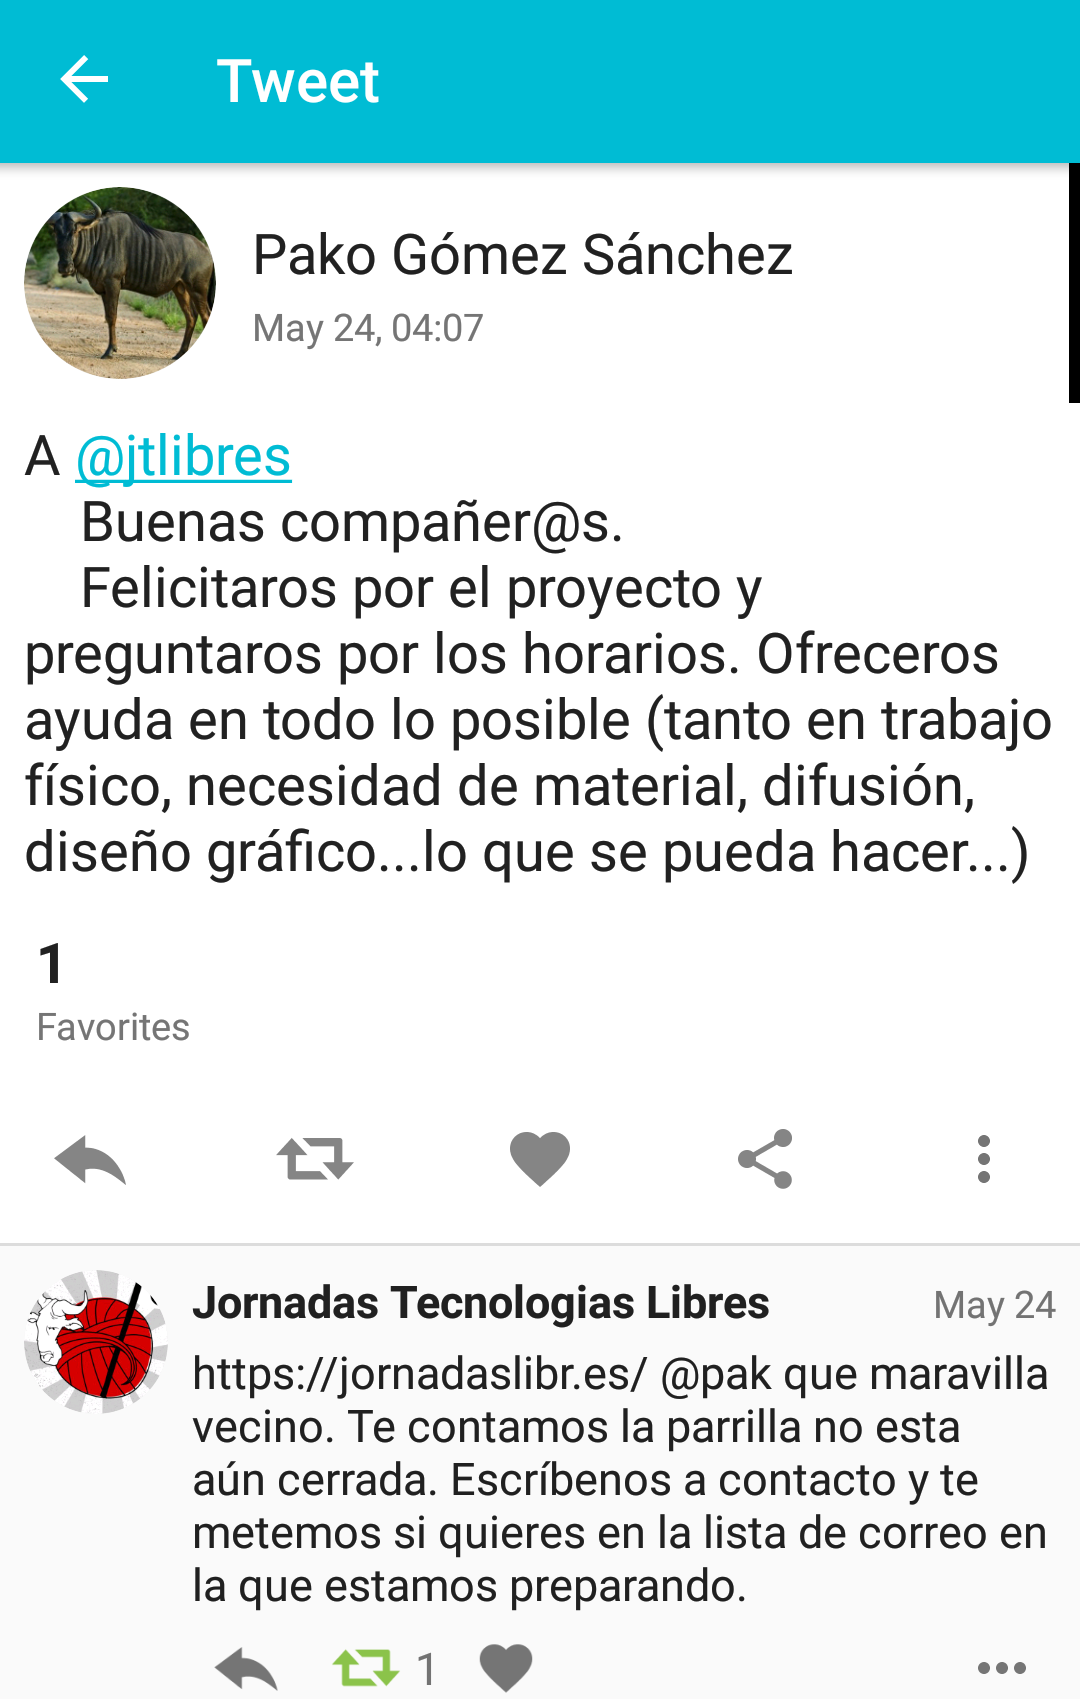 Tweet
Pako Gómez Sánchez
May 24, 04:07
A @jtlibres
Buenas compañer@s.
Felicitaros por el proyecto y
preguntaros por los horarios. Ofreceros
ayuda en todo lo posible (tanto en trabajo
físico, necesidad de material, difusión,
diseño gráfico...lo que se pueda hacer...)
1
Favorites
Jornadas Tecnologias Libres
May 24
https://jornadaslibr.es/ @pak que maravilla
vecino. Te contamos la parrilla no esta
aún cerrada. Escríbenos a contacto y te
metemos si quieres en la lista de correo en
la que estamos preparando.
1